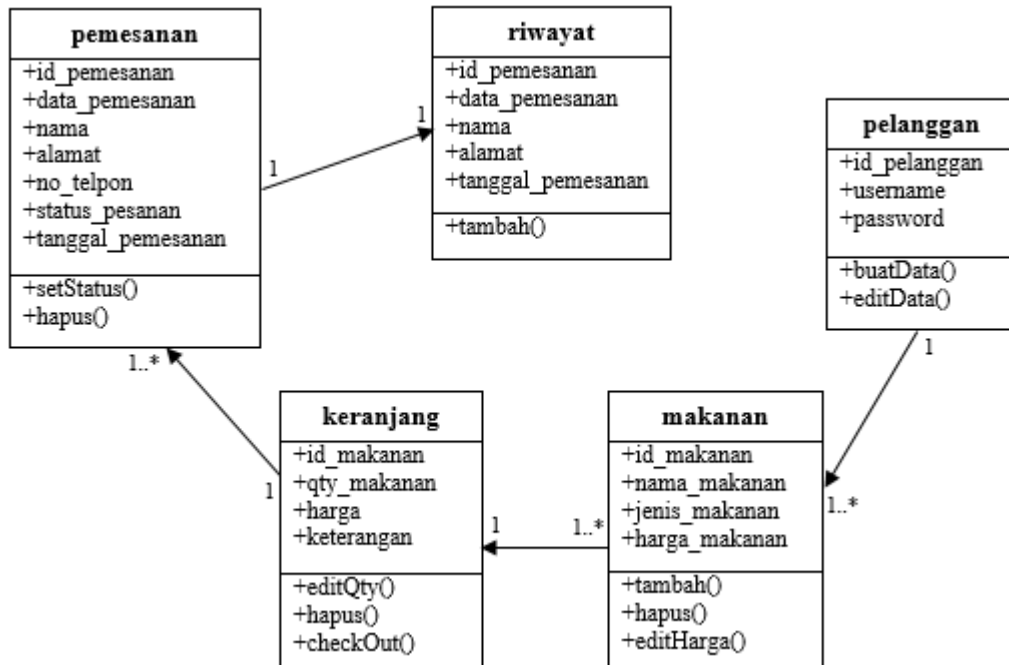 pemesanan
+id_pemesanan
+data_pemesanan
+nama
+alamat
+no_telpon
+status_pesanan
+tanggal_pemesanan
+setStatus()
+hapus()
1..*
1
1
riwayat
+id_pemesanan
+data_pemesanan
+nama
+alamat
+tanggal_pemesanan
+tambah()
pelanggan
+id_pelanggan
+username
+password
+buatData()
+editData()
1
1..*
keranjang
+id_makanan
+qty_makanan
+harga
+keterangan
+editQty()
+hapus()
+checkOut()
1
1
1..*
makanan
+id_makanan
+nama_makanan
+jenis_makanan
+harga_makanan
+tambah()
+hapus()
+editHarga()